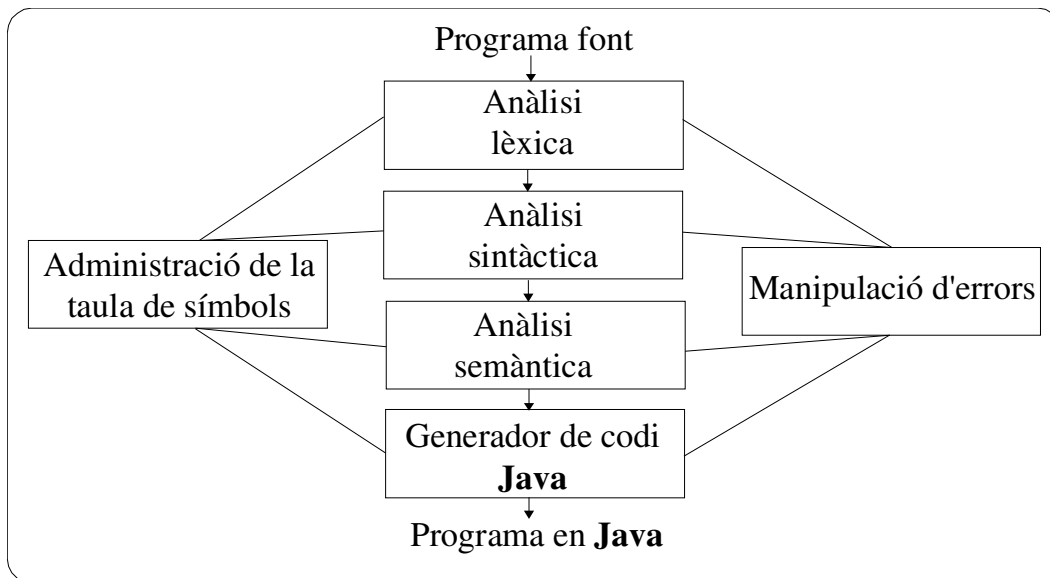 Programa font
Anàlisi
lèxica
Anàlisi
sintàctica
Administració de la
taula de símbols
Manipulació d'errors
Anàlisi
semàntica
Generador de codi
Java
Programa en Java